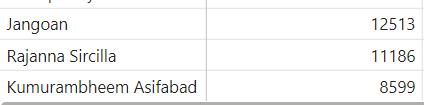 Jangoan 12513
Rajanna Sircilla 11186
Kumurambheem Asifabad 8599